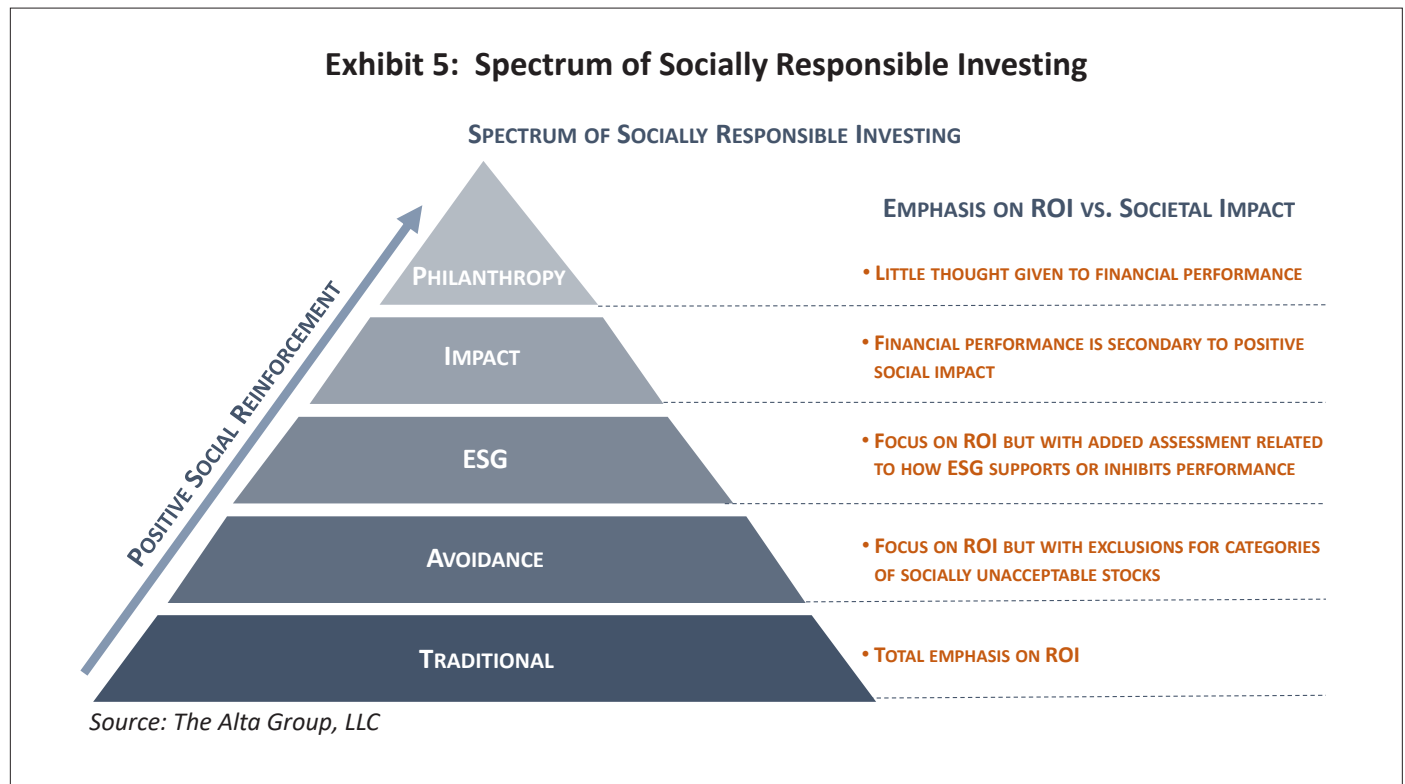 Exhibit 5: Spectrum of Socially Responsible Investing
SPECTRUM OF SOCIALLY RESPONSIBLE INVESTING
EMPHASIS ON ROI VS. SOCIETAL IMPACT
POSITIVE SOCIAL REINFORCEMENT
PHILANTHROPY
• LITTLE THOUGHT GIVEN TO FINANCIAL PERFORMANCE
IMPACT
• FINANCIAL PERFORMANCE IS SECONDARY TO POSITIVE
SOCIAL IMPACT
ESG
• FOCUS ON ROI BUT WITH ADDED ASSESSMENT RELATED
TO HOW ESG SUPPORTS OR INHIBITS PERFORMANCE
AVOIDANCE
• FOCUS ON ROI BUT WITH EXCLUSIONS FOR CATEGORIES
OF SOCIALLY UNACCEPTABLE STOCKS
TRADITIONAL
• TOTAL EMPHASIS ON ROI
Source: The Alta Group, LLC